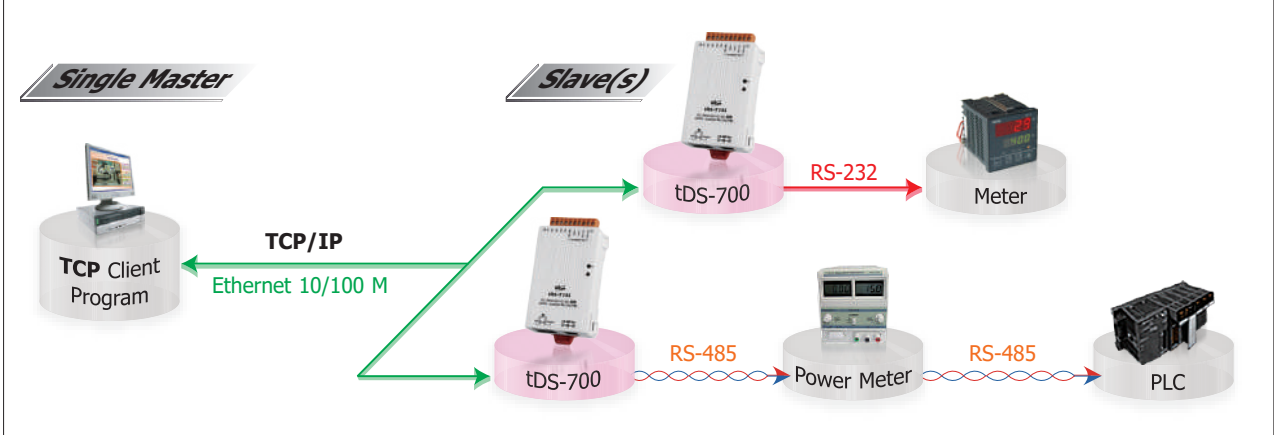 Single Master
Slave(s)
TCP Client
Program
TCP/IP
Ethernet 10/100 M
tDS-700
RS-232
Meter
tDS-700
RS-485
Power Meter
RS-485
PLC